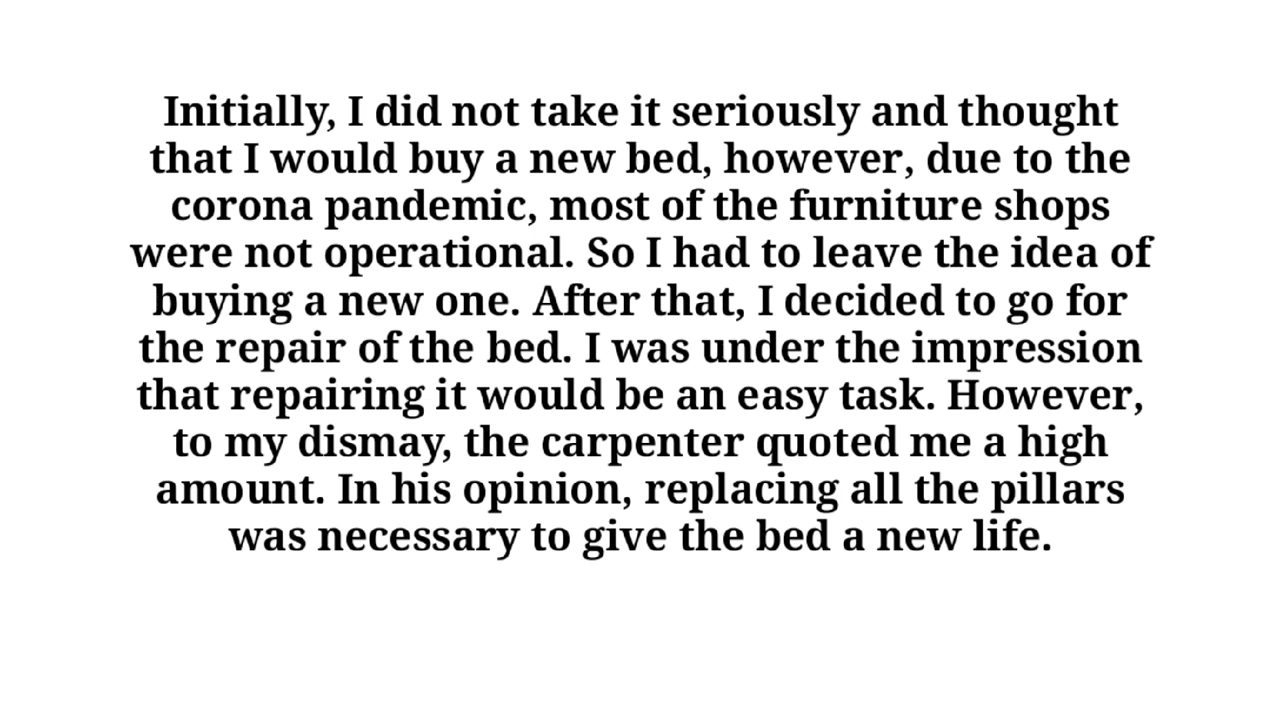 Initially, I did not take it seriously and thought
that I would buy a new bed, however, due to the
corona pandemic, most of the furniture shops
were not operational. So I had to leave the idea of
buying a new one. After that, I decided to go for
the repair of the bed. I was under the impression
that repairing it would be an easy task. However,
to my dismay, the carpenter quoted me a high
amount. In his opinion, replacing all the pillars
was necessary to give the bed a new life.